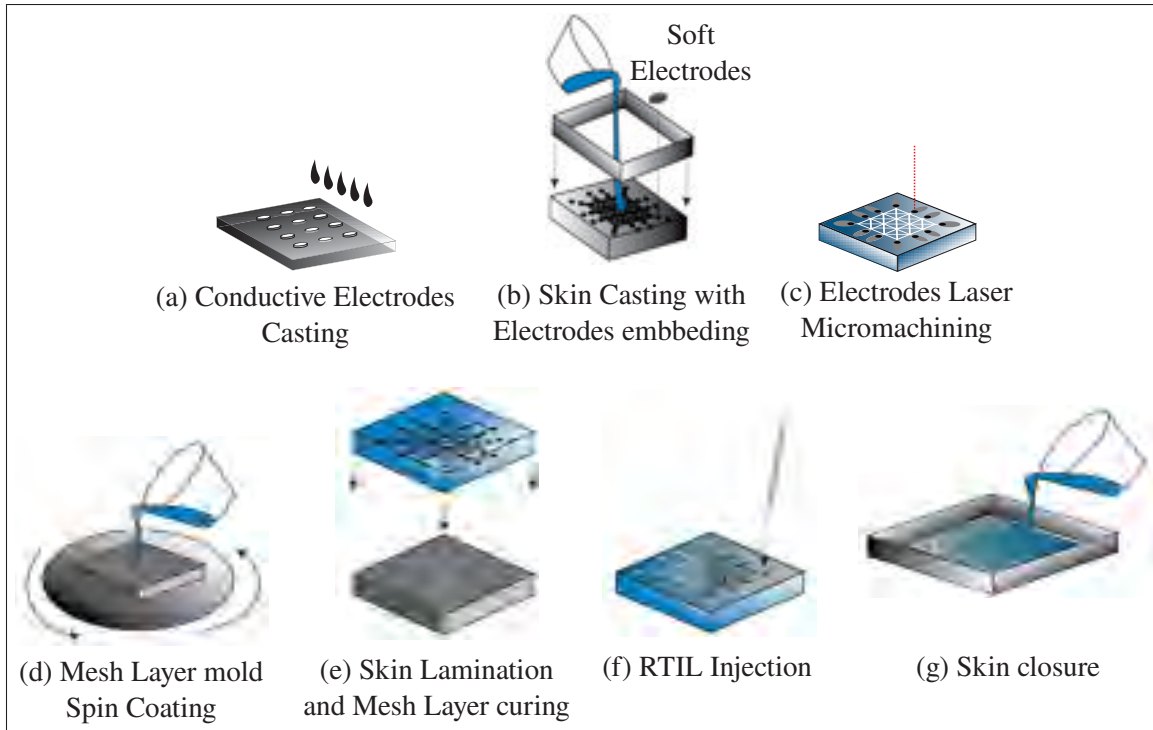 Soft
Electrodes
(a) Conductive Electrodes
Casting
(b) Skin Casting with
Electrodes embbeding
(c) Electrodes Laser
Micromachining
(d) Mesh Layer mold
Spin Coating
(e) Skin Lamination
and Mesh Layer curing
(f) RTIL Injection
(g) Skin closure